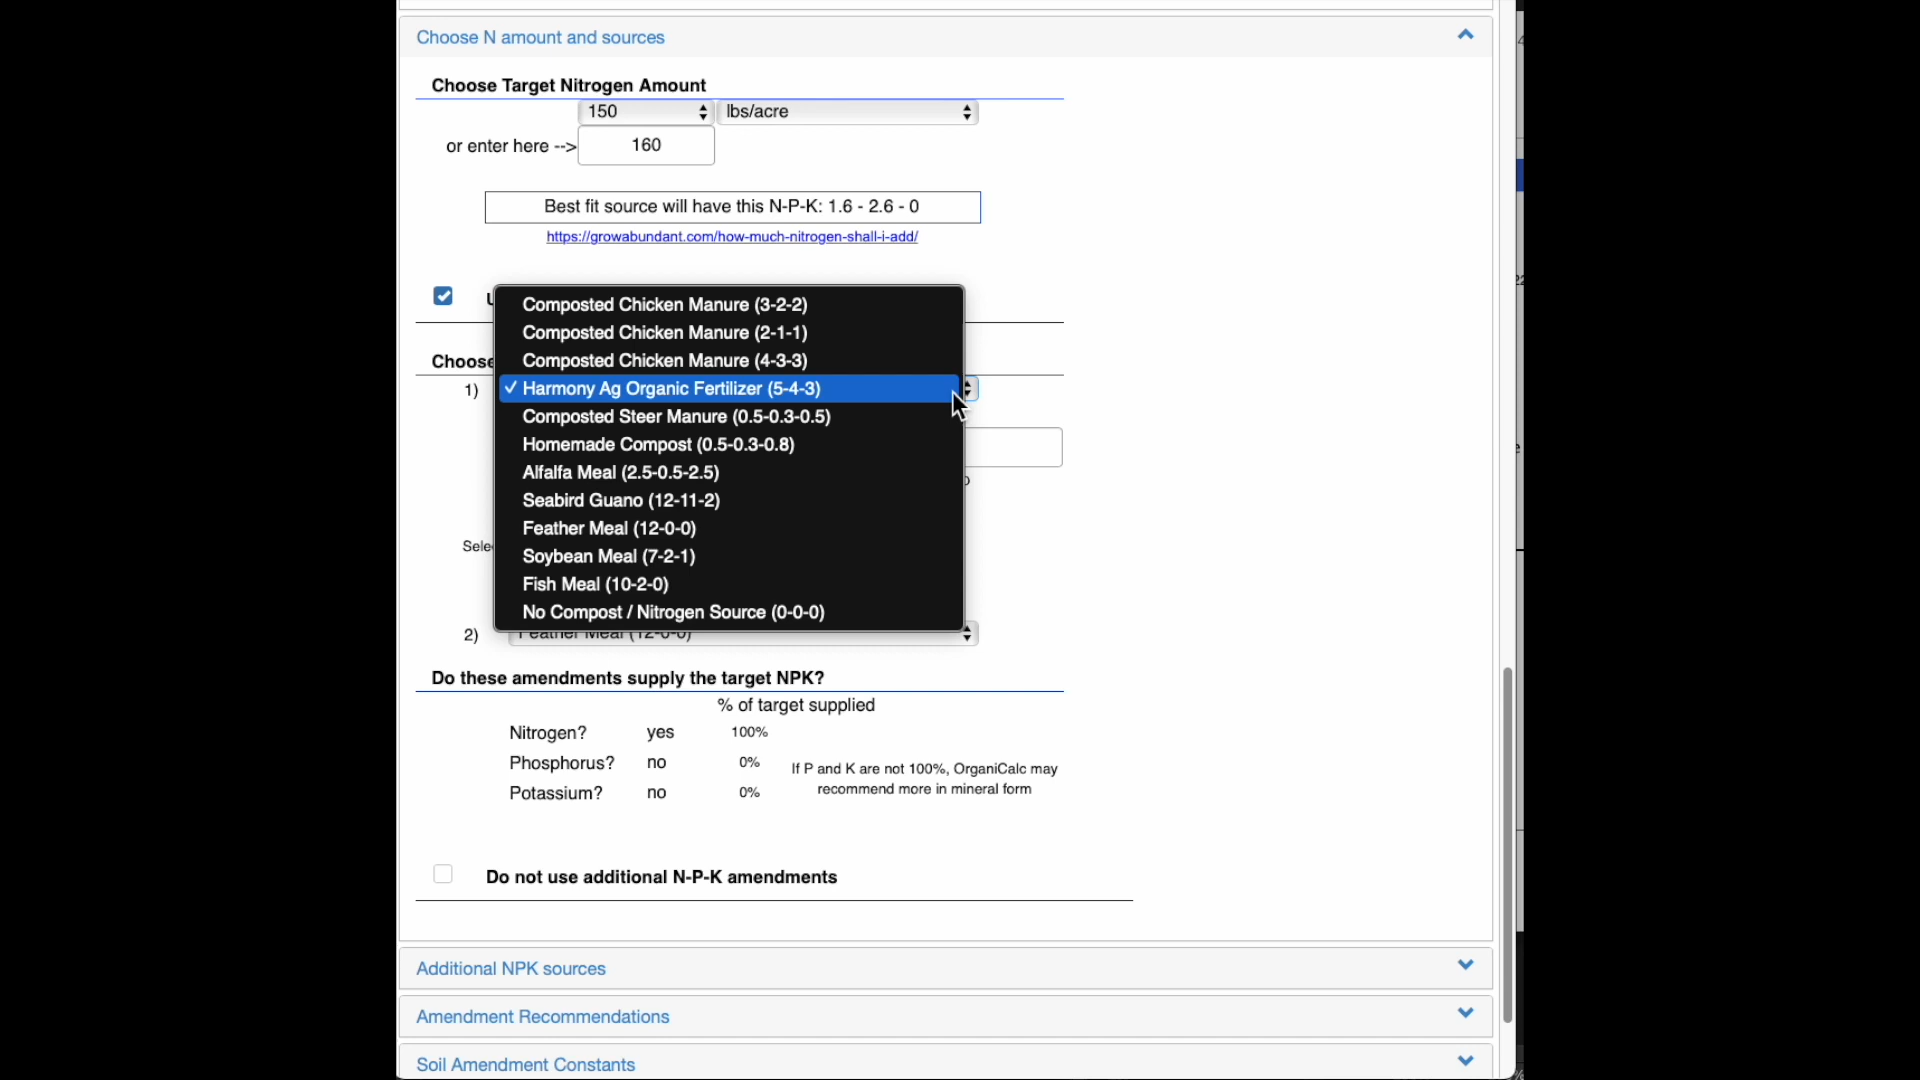 Choose N amount and sources
Choose Target Nitrogen Amount
150 lbs/acre
or enter here --> 160
Best fit source will have this N-P-K: 1.6 - 2.6 - 0
https://growabundant.com/how-much-nitrogen-shall-i-add/
Composted Chicken Manure (3-2-2)
Composted Chicken Manure (2-1-1)
Choose
Composted Chicken Manure (4-3-3)
1) ✓ Harmony Ag Organic Fertilizer (5-4-3)
Composted Steer Manure (0.5-0.3-0.5)
Homemade Compost (0.5-0.3-0.8)
Alfalfa Meal (2.5-0.5-2.5)
Seabird Guano (12-11-2)
Feather Meal (12-0-0)
Soybean Meal (7-2-1)
Fish Meal (10-2-0)
No Compost / Nitrogen Source (0-0-0)
2) Feather Meal (12-0-0)
Do these amendments supply the target NPK?
% of target supplied
Nitrogen? yes 100%
Phosphorus? no 0%
Potassium? no 0%
If P and K are not 100%, OrganiCalc may
recommend more in mineral form
Do not use additional N-P-K amendments
Additional NPK sources
Amendment Recommendations
Soil Amendment Constants